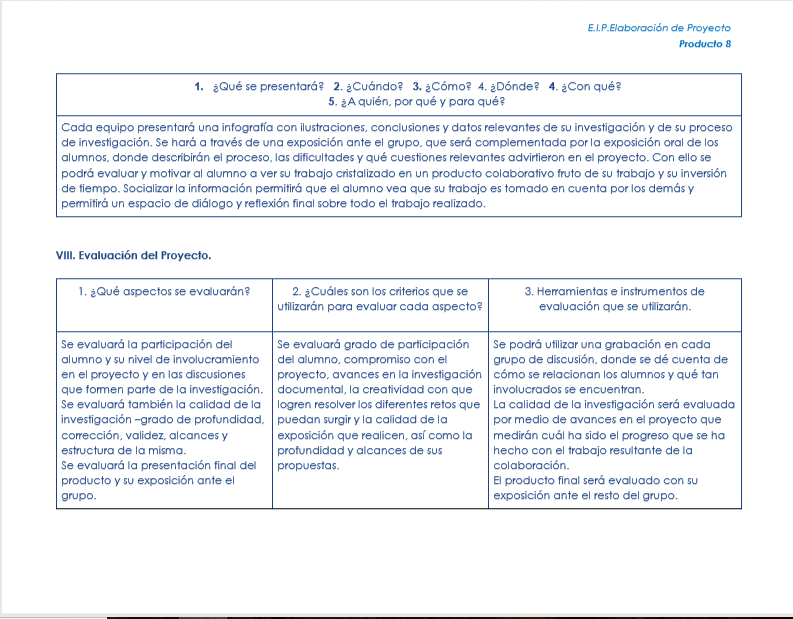 E.I.P.Elaboración de Proyecto
Producto 8
1. ¿Qué se presentará? 2. ¿Cuándo? 3. ¿Cómo? 4. ¿Dónde? 4. ¿Con qué?
5. ¿A quién, por qué y para qué?
Cada equipo presentará una infografía con ilustraciones, conclusiones y datos relevantes de su investigación y de su proceso
de investigación. Se hará a través de una exposición ante el grupo, que será complementada por la exposición oral de los
alumnos, donde describirán el proceso, las dificultades y qué cuestiones relevantes advirtieron en el proyecto. Con ello se
podrá evaluar y motivar al alumno a ver su trabajo cristalizado en un producto colaborativo fruto de su trabajo y su inversión
de tiempo. Socializar la información permitirá que el alumno vea que su trabajo es tomado en cuenta por los demás y
permitirá un espacio de diálogo y reflexión final sobre todo el trabajo realizado.
VIII. Evaluación del Proyecto.
1. ¿Qué aspectos se evaluarán?
2. ¿Cuáles son los criterios que se
utilizarán para evaluar cada aspecto?
3. Herramientas e instrumentos de
evaluación que se utilizarán.
Se evaluará la participación del
alumno y su nivel de involucramiento
en el proyecto y en las discusiones
que formen parte de la investigación.
Se evaluará también la calidad de la
investigación –grado de profundidad,
corrección, validez, alcances y
estructura de la misma.
Se evaluará la presentación final del
producto y su exposición ante el
grupo.
Se evaluará grado de participación
del alumno, compromiso con el
proyecto, avances en la investigación
documental, la creatividad con que
logren resolver los diferentes retos que
puedan surgir y la calidad de la
exposición que realicen, así como la
profundidad y alcances de sus
propuestas.
Se podrá utilizar una grabación en cada
grupo de discusión, donde se dé cuenta de
cómo se relacionan los alumnos y qué tan
involucrados se encuentran.
La calidad de la investigación será evaluada
por medio de avances en el proyecto que
medirán cuál ha sido el progreso que se ha
hecho con el trabajo resultante de la
colaboración.
El producto final será evaluado con su
exposición ante el resto del grupo.